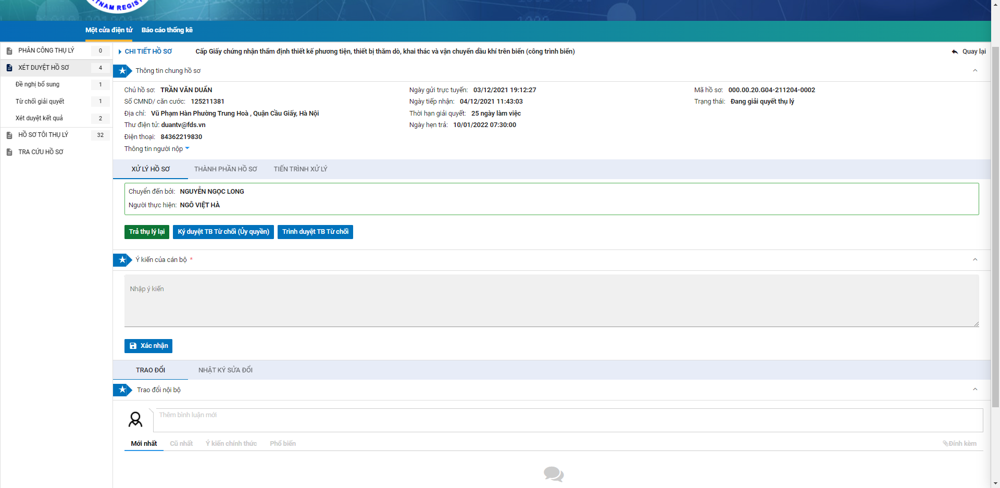 TNAM REGIS
Một cửa điện tử
Báo cáo thống kê
PHÂN CÔNG THỤ LÝ 0
XÉT DUYỆT HỒ SƠ 4
Đề nghị bổ sung 1
Từ chối giải quyết 1
Xét duyệt kết quả 2
HỒ SƠ TÔI THỤ LÝ 32
TRA CỨU HỒ SƠ
CHI TIẾT HỒ SƠ
Cấp Giấy chứng nhận thẩm định thiết kế phương tiện, thiết bị thăm dò, khai thác và vận chuyển dầu khí trên biển (công trình biển)
Quay lại
Thông tin chung hồ sơ
Chủ hồ sơ: TRẦN VĂN DUẨN
Số CMND/ căn cước: 125211381
Địa chỉ: Vũ Phạm Hàn Phường Trung Hoà , Quận Cầu Giấy, Hà Nội
Thư điện tử: duantv@fds.vn
Điện thoại: 84362219830
Thông tin người nộp
Ngày gửi trực tuyến: 03/12/2021 19:12:27
Ngày tiếp nhận: 04/12/2021 11:43:03
Thời hạn giải quyết: 25 ngày làm việc
Ngày hẹn trả: 10/01/2022 07:30:00
Mã hồ sơ: 000.00.20.G04-211204-0002
Trạng thái: Đang giải quyết thụ lý
XỬ LÝ HỒ SƠ
THÀNH PHẦN HỒ SƠ
TIẾN TRÌNH XỬ LÝ
Chuyển đến bởi: NGUYỄN NGỌC LONG
Người thực hiện: NGÔ VIỆT HÀ
Trả thụ lý lại
Ký duyệt TB Từ chối (Ủy quyền)
Trình duyệt TB Từ chối
Ý kiến của cán bộ *
Nhập ý kiến
Xác nhận
TRAO ĐỔI
NHẬT KÝ SỬA ĐỔI
Trao đổi nội bộ
Thêm bình luận mới
Mới nhất
Cũ nhất
Ý kiến chính thức
Phổ biến
Đính kèm